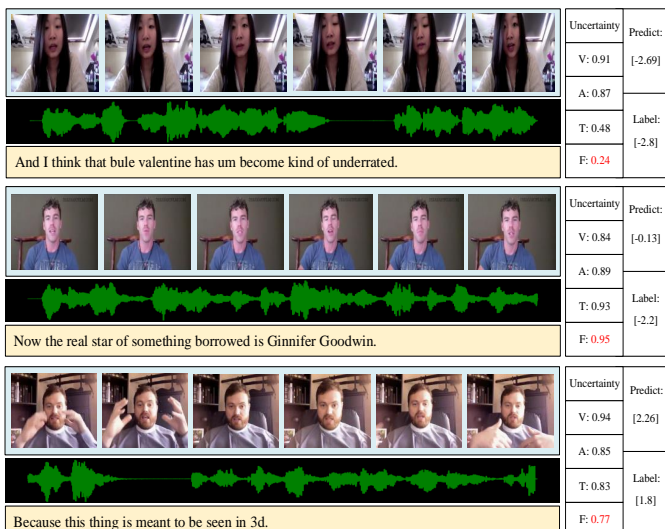 Uncertainty
V: 0.91
A: 0.87
T: 0.48
F: 0.24
Predict:
[-2.69]
Label:
[-2.8]
And I think that bule valentine has um become kind of underrated.
Uncertainty
V: 0.84
A: 0.89
T: 0.93
F: 0.95
Predict:
[-0.13]
Label:
[-2.2]
Now the real star of something borrowed is Ginnifer Goodwin.
Uncertainty
V: 0.94
A: 0.85
T: 0.83
F: 0.77
Predict:
[2.26]
Label:
[1.8]
Because this thing is meant to be seen in 3d.